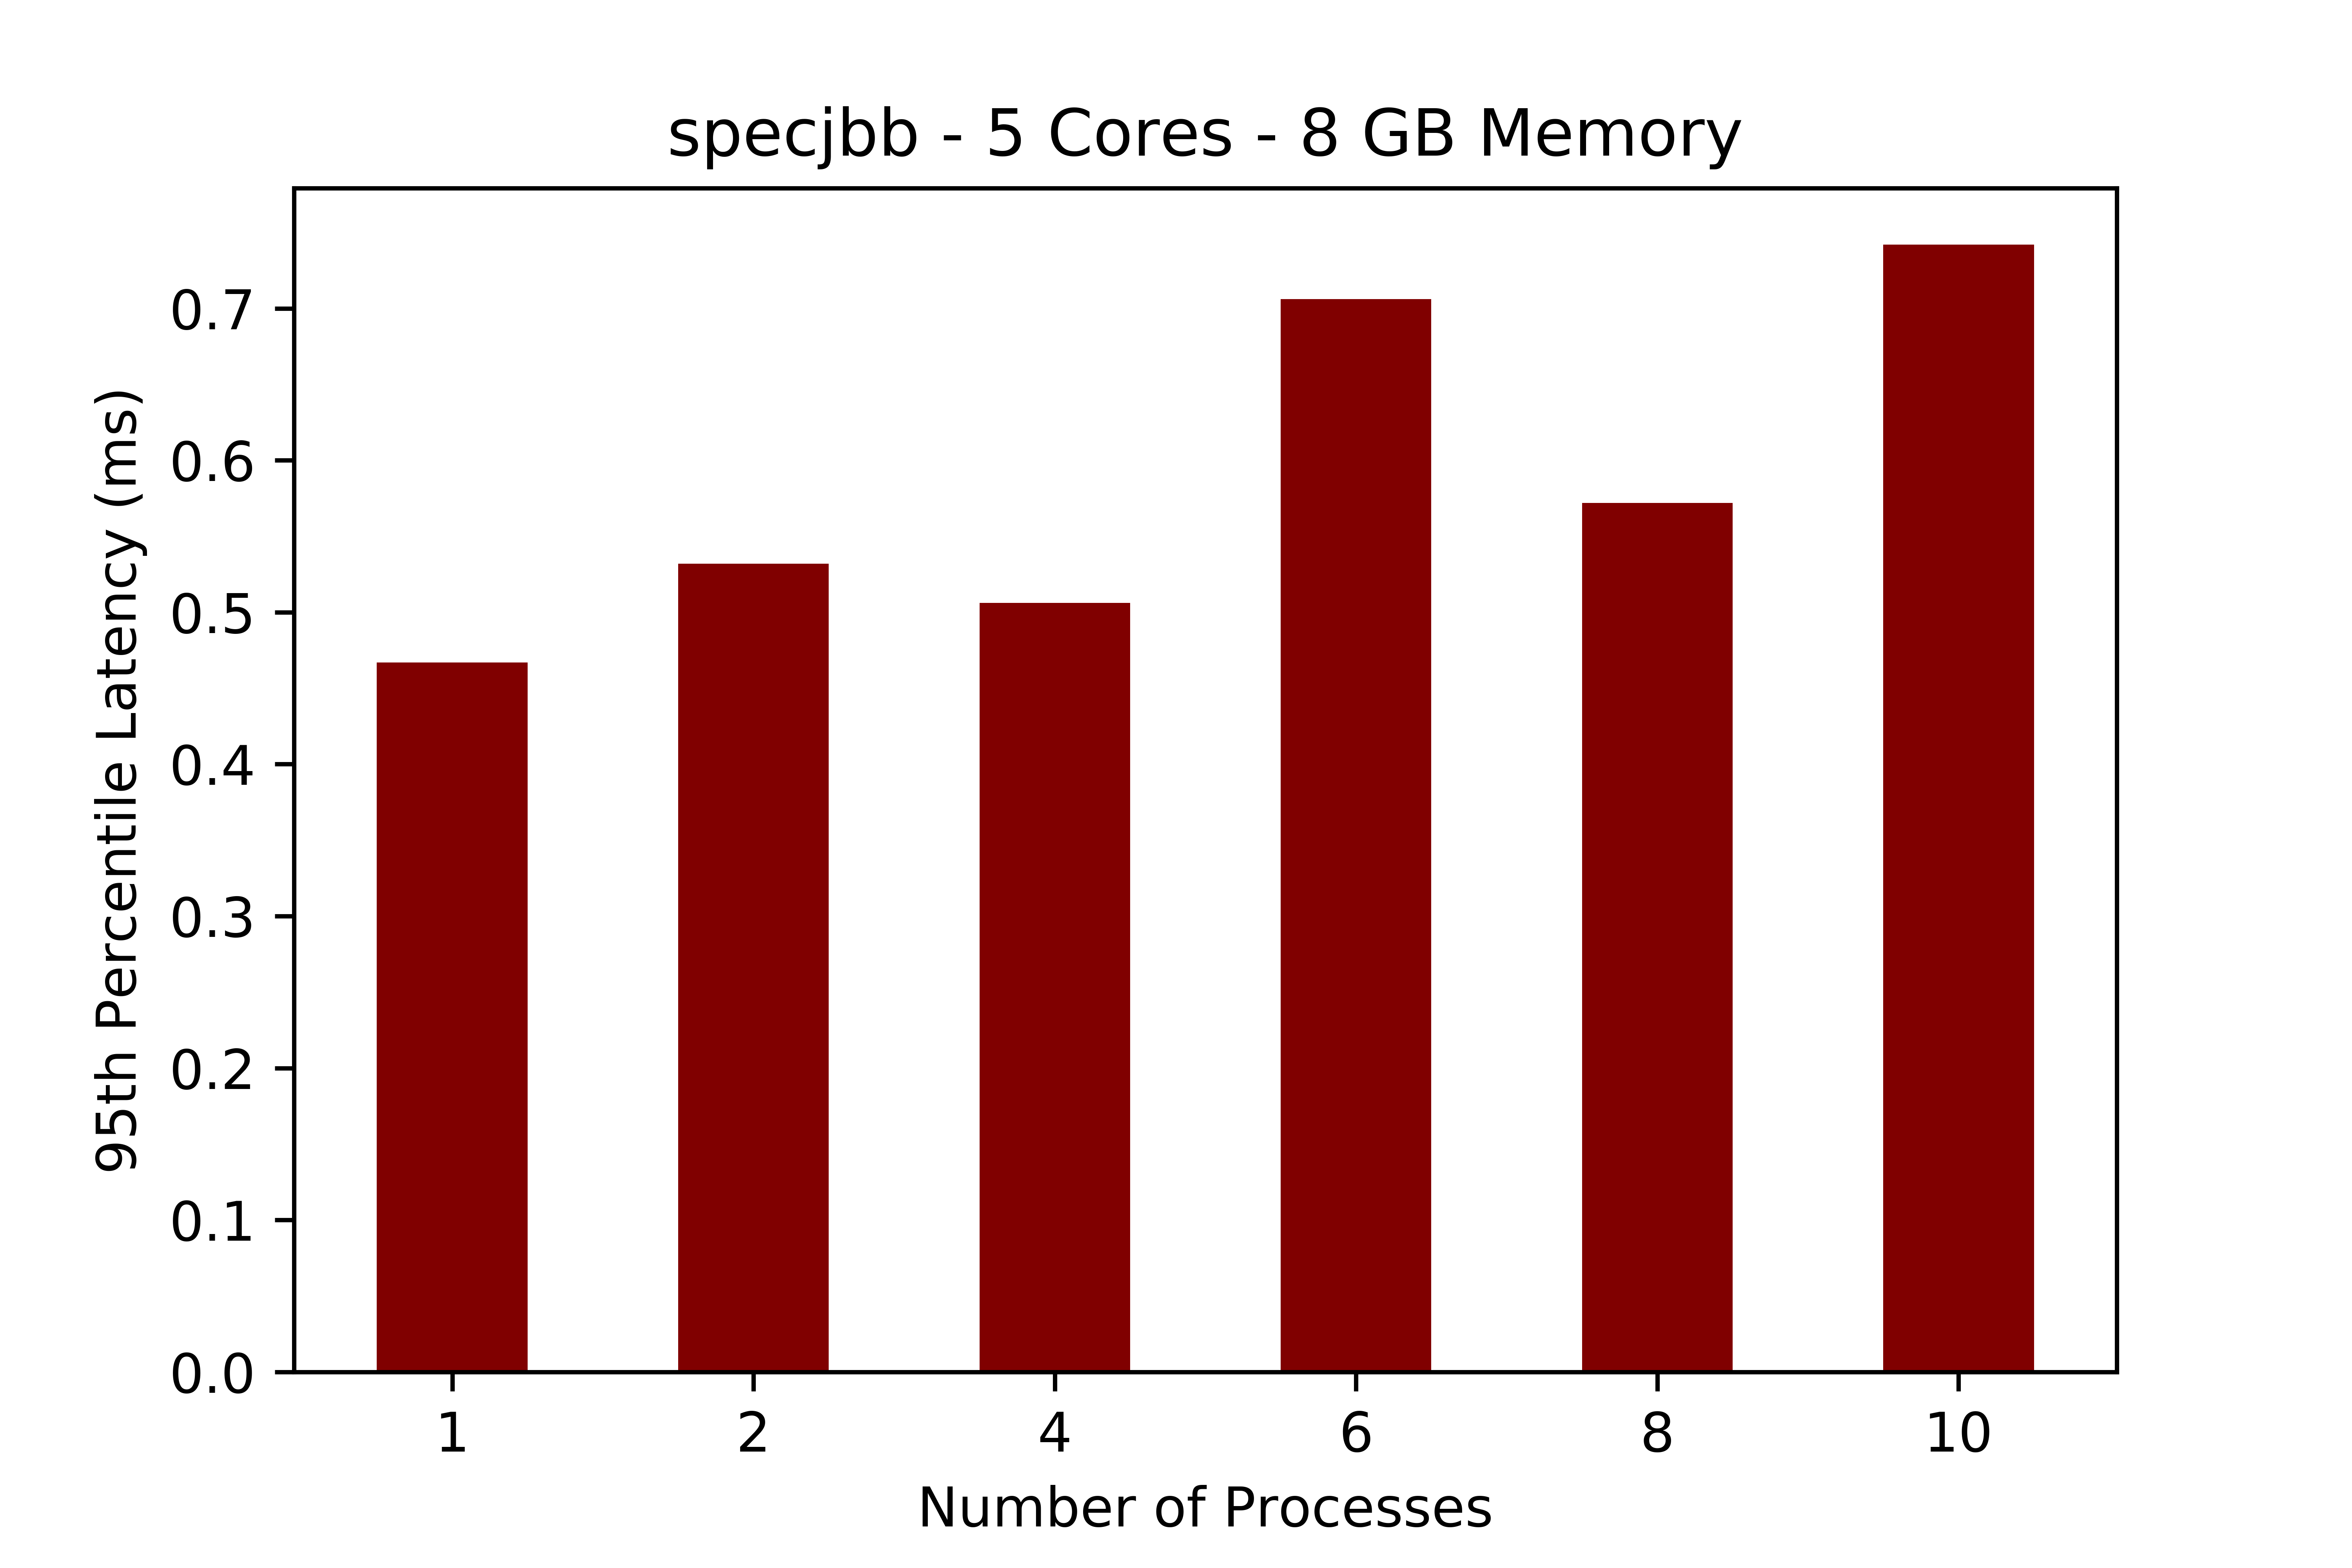 specjbb - 5 Cores - 8 GB Memory
95th Percentile Latency (ms)
0.7
0.6
0.5
0.4
0.3
0.2
0.1
0.0
1 2 4 6 8 10
Number of Processes